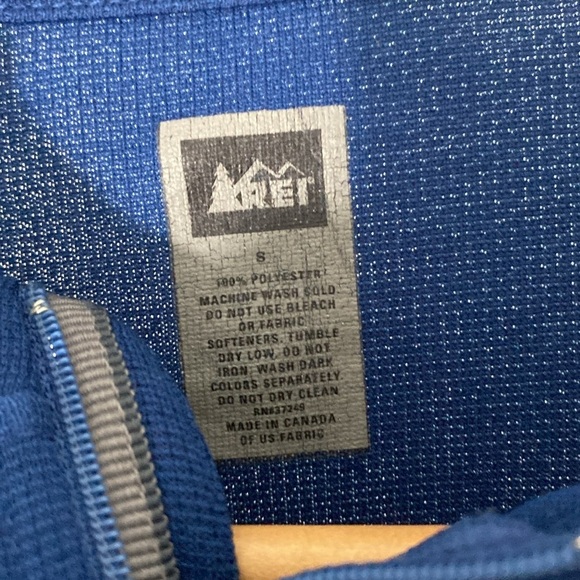 REI
S
100% POLYESTER
MACHINE WASH COLD
DO NOT USE BLEACH
OR FABRIC
SOFTENERS, TUMBLE
DRY LOW, DO NOT
IRON, WASH DARK
COLORS SEPARATELY
DO NOT DRY CLEAN
RN#37249
MADE IN CANADA
OF US FABRIC